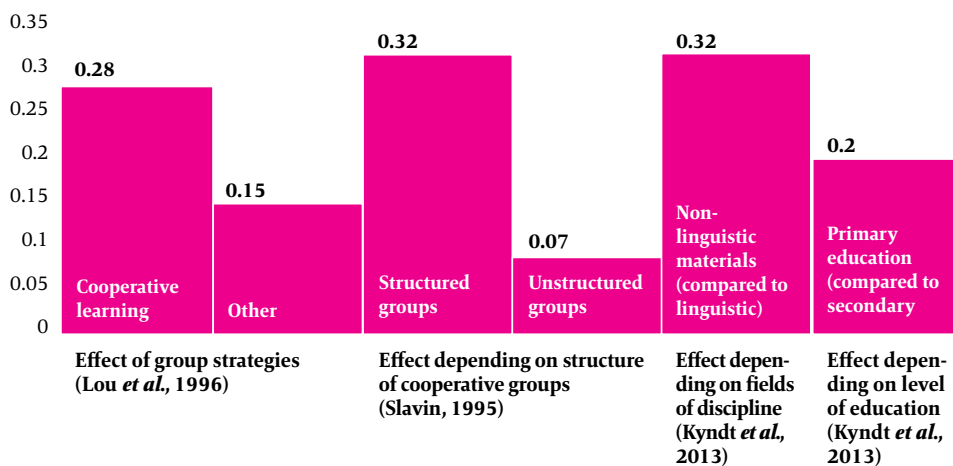 0.35
0.3
0.25
0.2
0.15
0.1
0.05
0
0.28
0.15
0.32
0.07
0.32
0.2
Cooperative
learning
Other
Structured
groups
Unstructured
groups
Non-
linguistic
materials
(compared to
linguistic)
Primary
education
(compared to
secondary
Effect of group strategies
(Lou et al., 1996)
Effect depending on structure
of cooperative groups
(Slavin, 1995)
Effect depen-
ding on fields
of discipline
(Kyndt et al.,
2013)
Effect depen-
ding on level
of education
(Kyndt et al.,
2013)